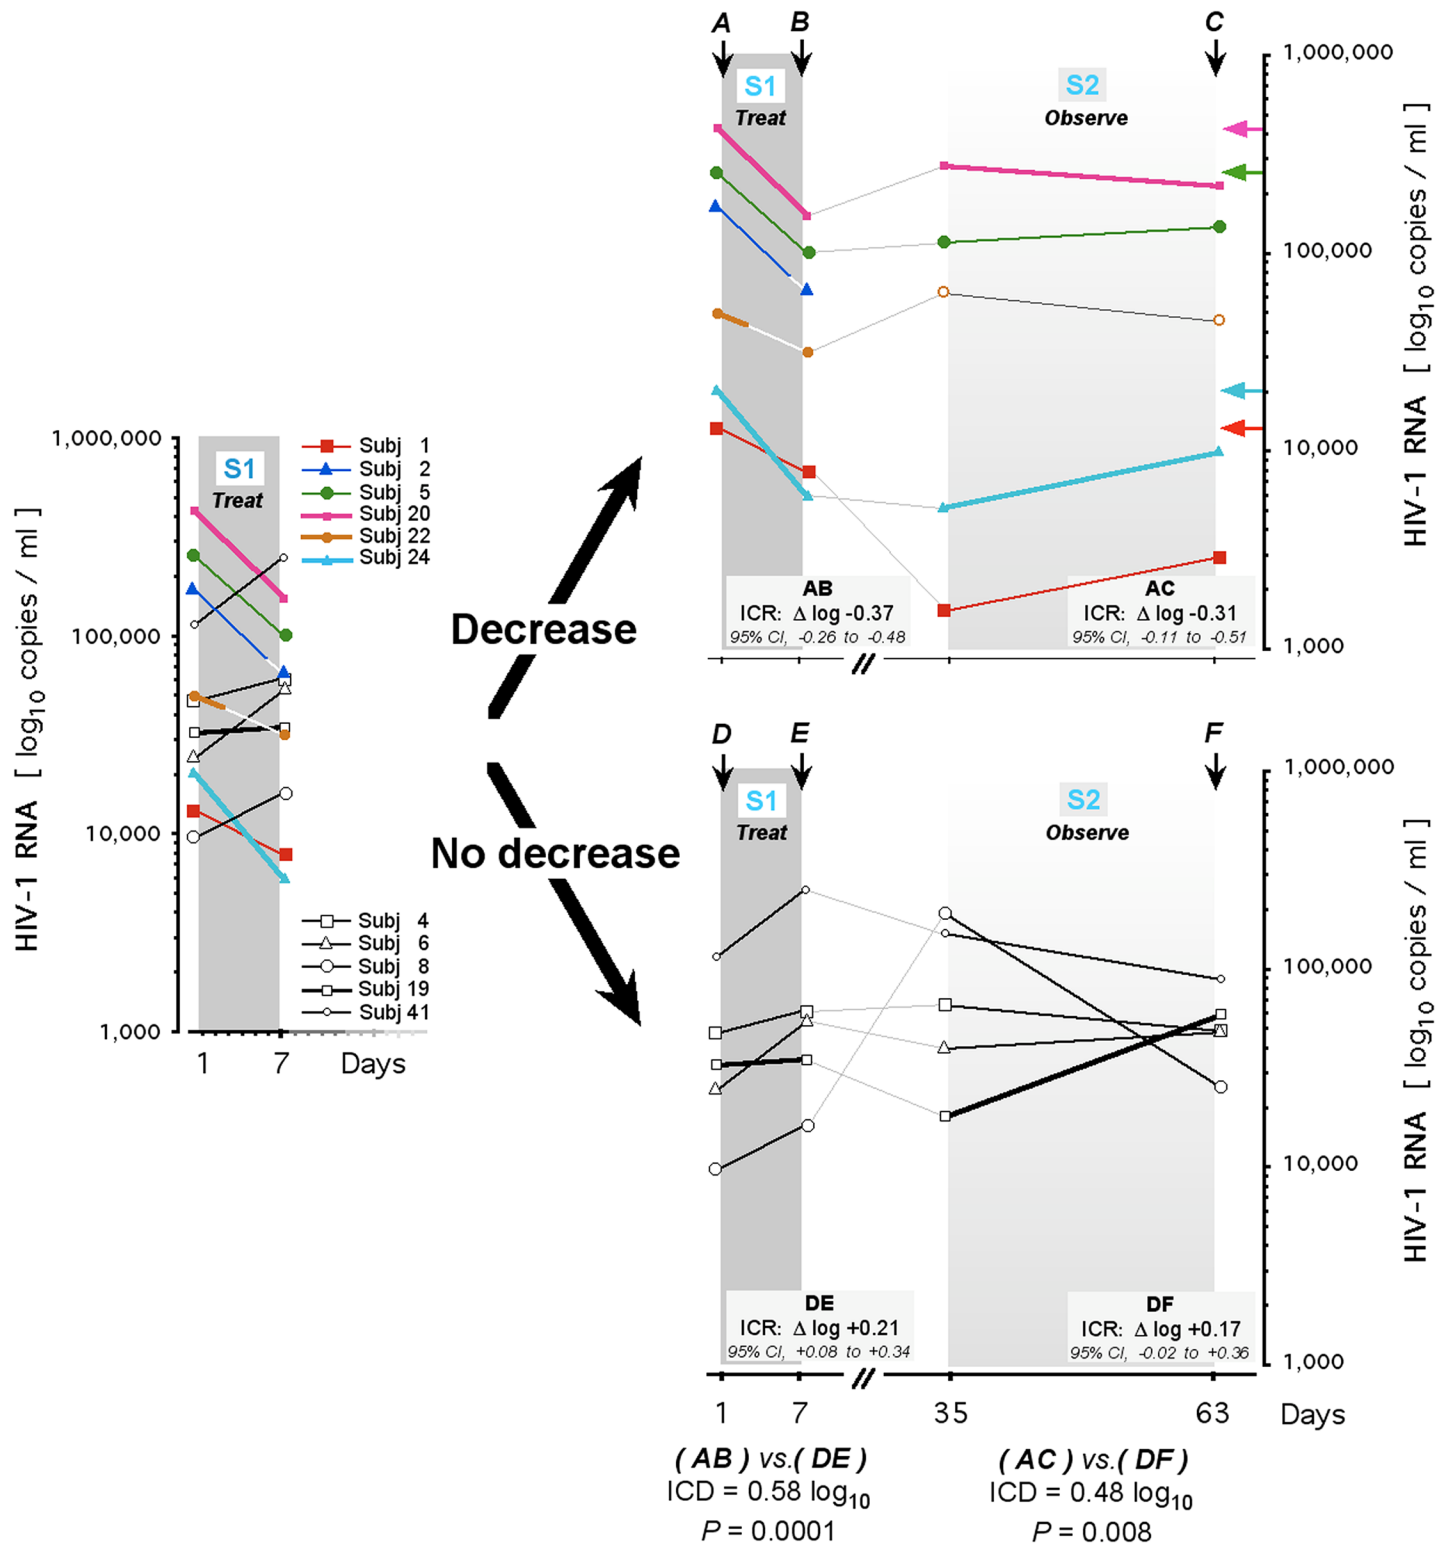 A
B
C
S1
Treat
S2
Observe
1,000,000
100,000
10,000
1,000
HIV-1 RNA [ log10 copies / ml ]
AB
ICR: Δ log -0.37
95% CI, -0.26 to -0.48
AC
ICR: Δ log -0.31
95% CI, -0.11 to -0.51
HIV-1 RNA [ log10 copies / ml ]
1,000,000
100,000
10,000
1,000
S1
Treat
Subj 1
Subj 2
Subj 5
Subj 20
Subj 22
Subj 24
Subj 4
Subj 6
Subj 8
Subj 19
Subj 41
1 7 Days
Decrease
No decrease
D
E
F
S1
Treat
S2
Observe
1,000,000
100,000
10,000
1,000
HIV-1 RNA [ log10 copies / ml ]
DE
ICR: Δ log +0.21
95% CI, +0.08 to +0.34
DF
ICR: Δ log +0.17
95% CI, -0.02 to +0.36
1 7 35 63 Days
( AB ) vs.( DE )
ICD = 0.58 log10
P = 0.0001
( AC ) vs.( DF )
ICD = 0.48 log10
P = 0.008